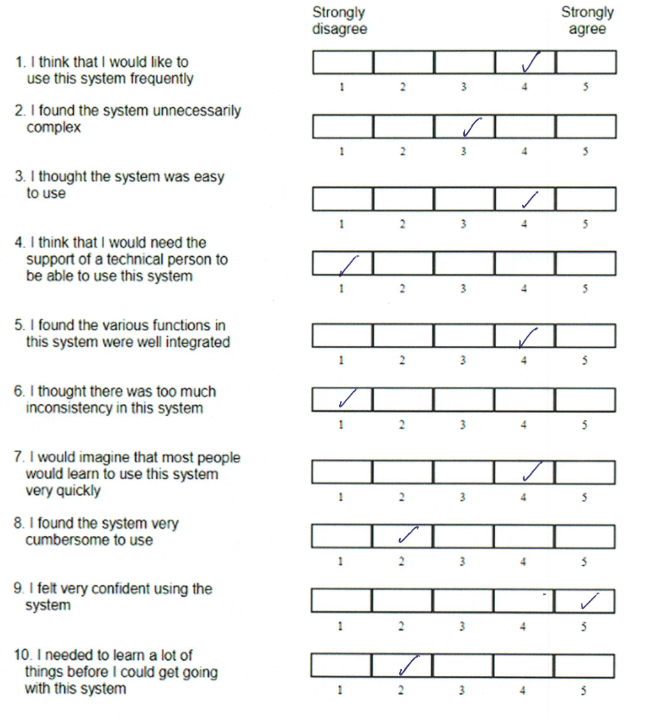 Strongly disagree
Strongly agree
1. I think that I would like to
use this system frequently
1 2 3 4 5
2. I found the system unnecessarily
complex
1 2 3 4 5
3. I thought the system was easy
to use
1 2 3 4 5
4. I think that I would need the
support of a technical person to
be able to use this system
1 2 3 4 5
5. I found the various functions in
this system were well integrated
1 2 3 4 5
6. I thought there was too much
inconsistency in this system
1 2 3 4 5
7. I would imagine that most people
would learn to use this system
very quickly
1 2 3 4 5
8. I found the system very
cumbersome to use
1 2 3 4 5
9. I felt very confident using the
system
1 2 3 4 5
10. I needed to learn a lot of
things before I could get going
with this system
1 2 3 4 5